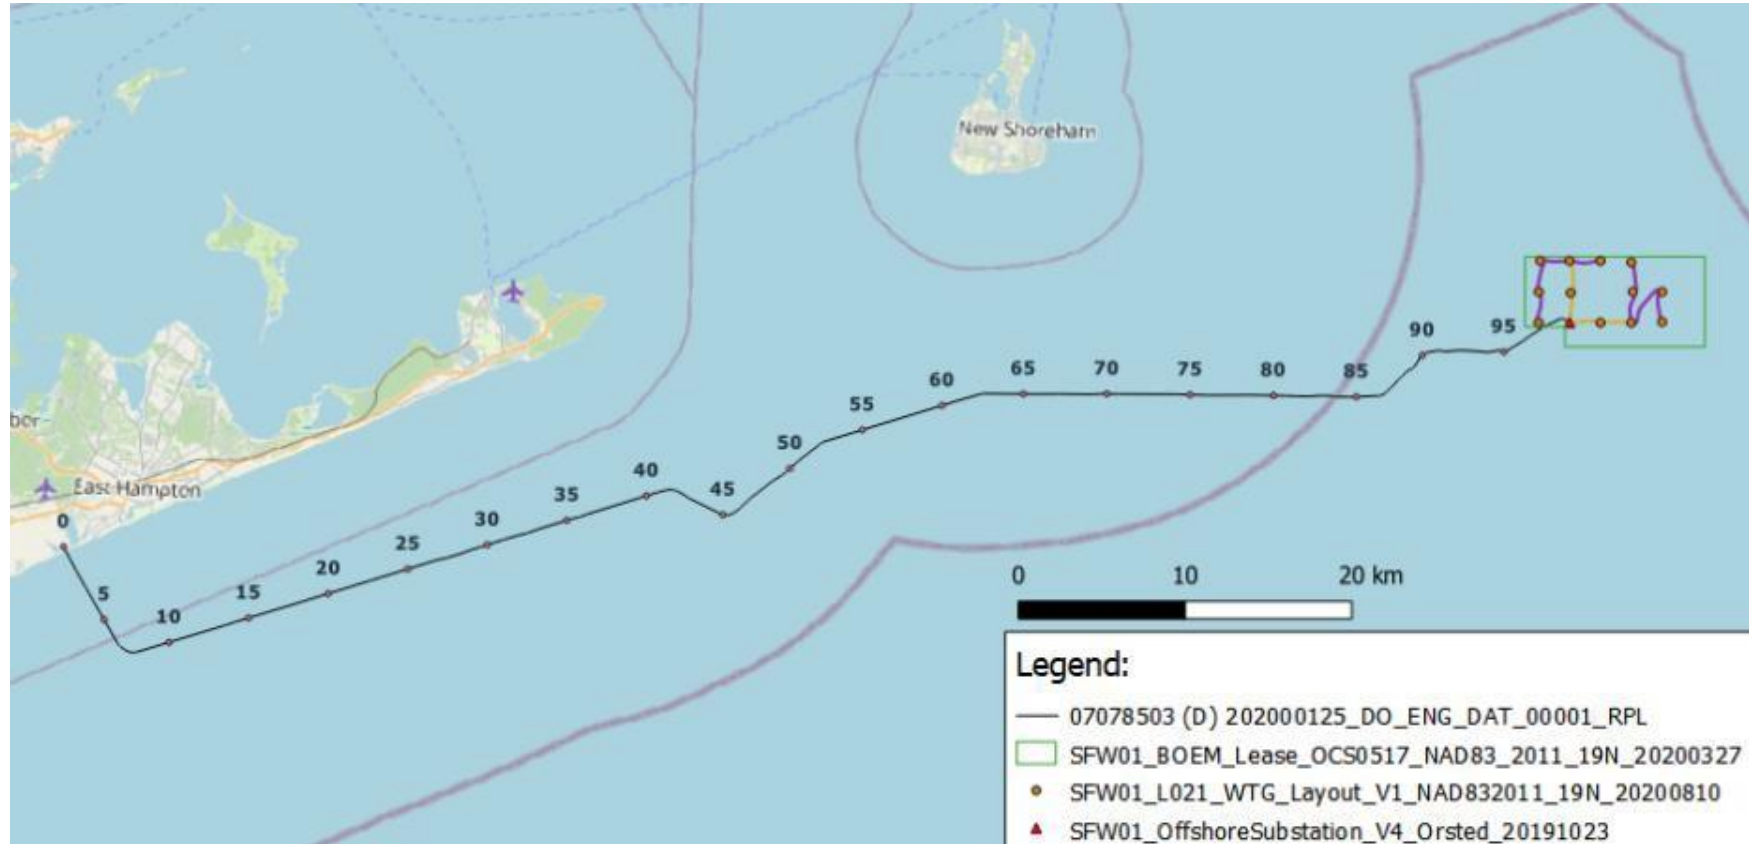 New Shoreham
90
95
60
65
70
75
80
85
55
50
40
45
35
30
25
20
15
10
5
0
East Hampton
0 10 20 km
Legend:
07078503 (D) 202000125_DO_ENG_DAT_00001_RPL
SFW01_BOEM_Lease_OCS0517_NAD83_2011_19N_20200327
SFW01_L021_WTG_Layout_V1_NAD832011_19N_20200810
SFW01_OffshoreSubstation_V4_Orsted_20191023